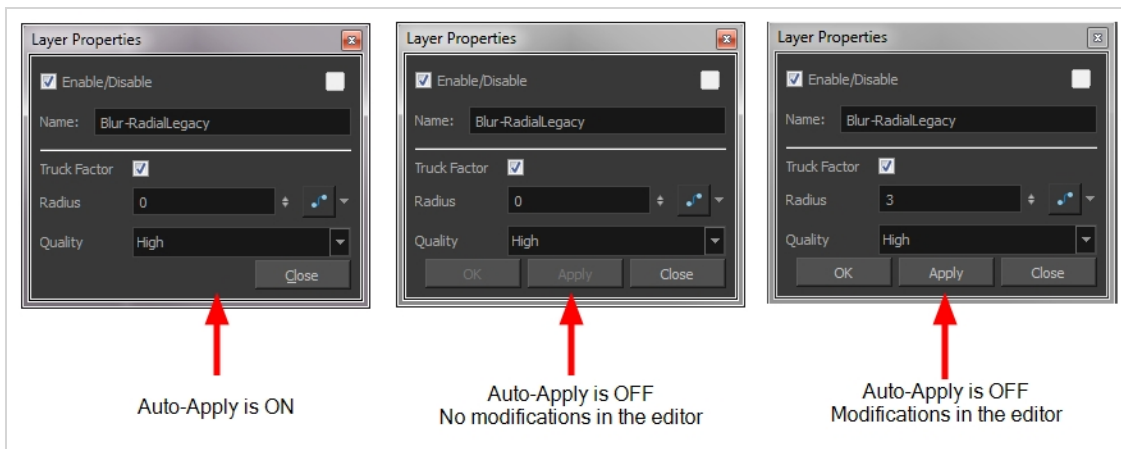 Layer Properties
Enable/Disable
Name: Blur-RadialLegacy
Truck Factor
Radius 0
Quality High
Close
Auto-Apply is ON
Layer Properties
Enable/Disable
Name: Blur-RadialLegacy
Truck Factor
Radius 0
Quality High
OK Apply Close
Auto-Apply is OFF
No modifications in the editor
Layer Properties
Enable/Disable
Name: Blur-RadialLegacy
Truck Factor
Radius 3
Quality High
OK Apply Close
Auto-Apply is OFF
Modifications in the editor